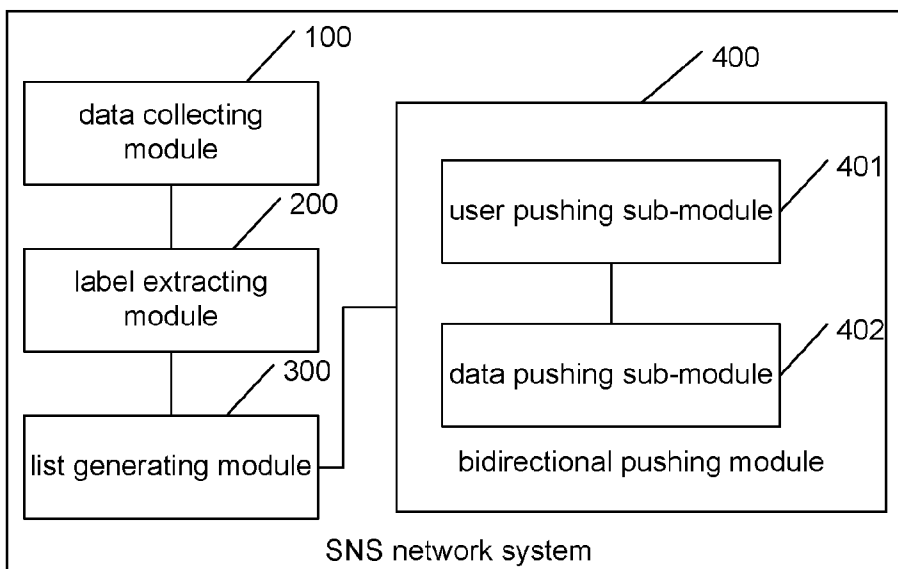 100
data collecting
module
200
label extracting
module
300
list generating module
400
401
user pushing sub-module
402
data pushing sub-module
bidirectional pushing module
SNS network system